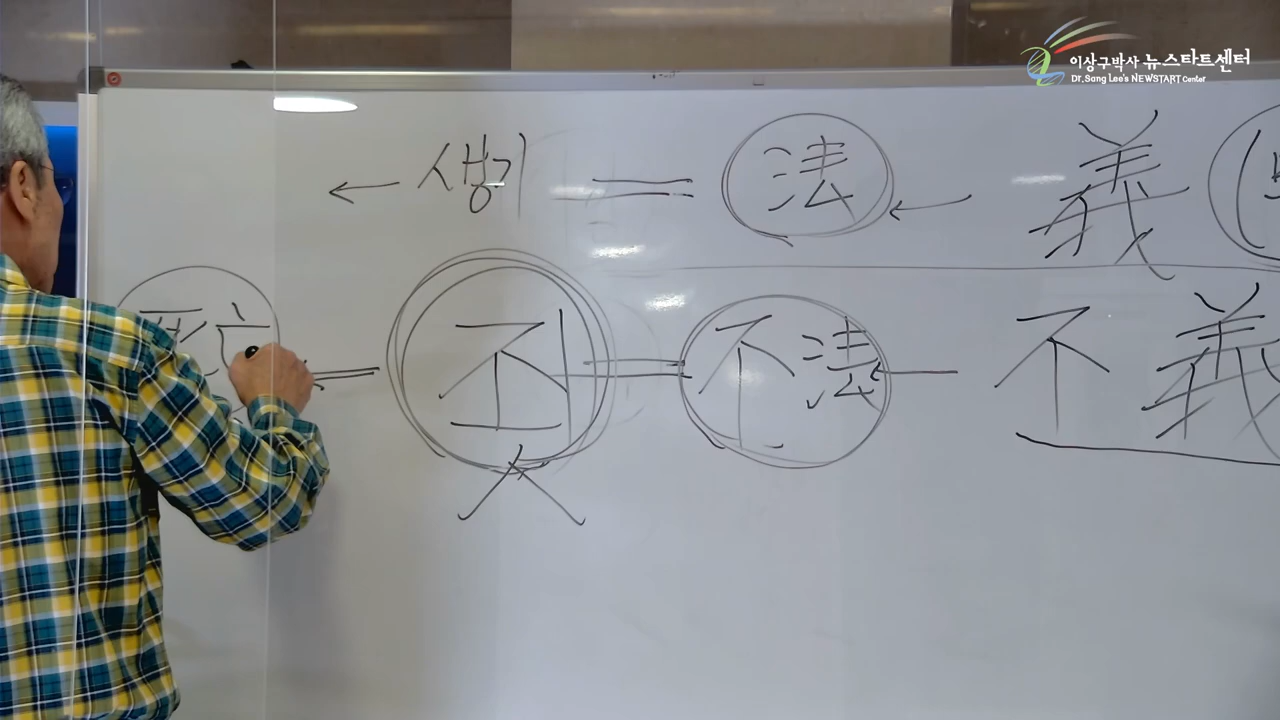 이상구박사 뉴스타트센터
Dr. Sang Lee's NEWSTART Center
← 생기 = 法 ← 義
= 죄 = 不法 ← 不義